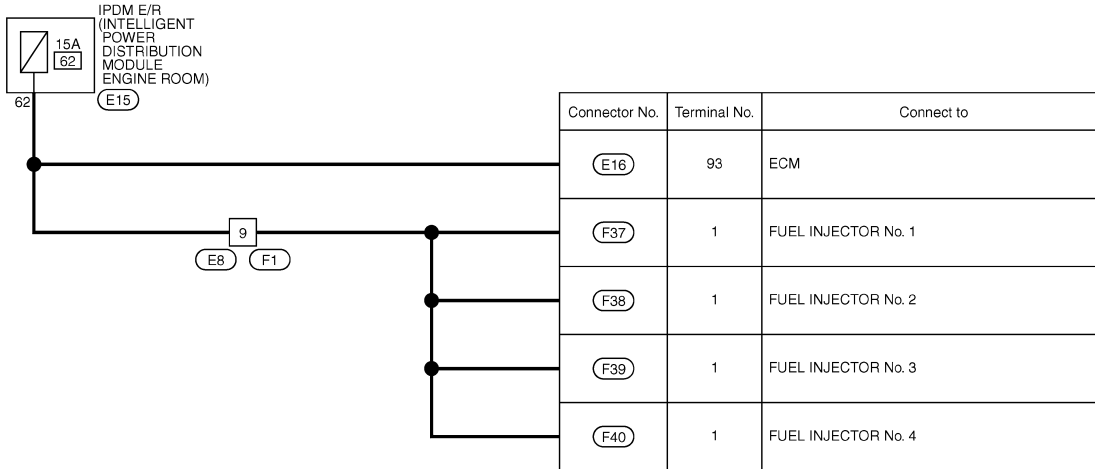 IPDM E/R
(INTELLIGENT
POWER
DISTRIBUTION
MODULE
ENGINE ROOM)
15A
62
62
E15
Connector No. Terminal No. Connect to
E16 93 ECM
9
E8 F1
F37 1 FUEL INJECTOR No. 1
F38 1 FUEL INJECTOR No. 2
F39 1 FUEL INJECTOR No. 3
F40 1 FUEL INJECTOR No. 4